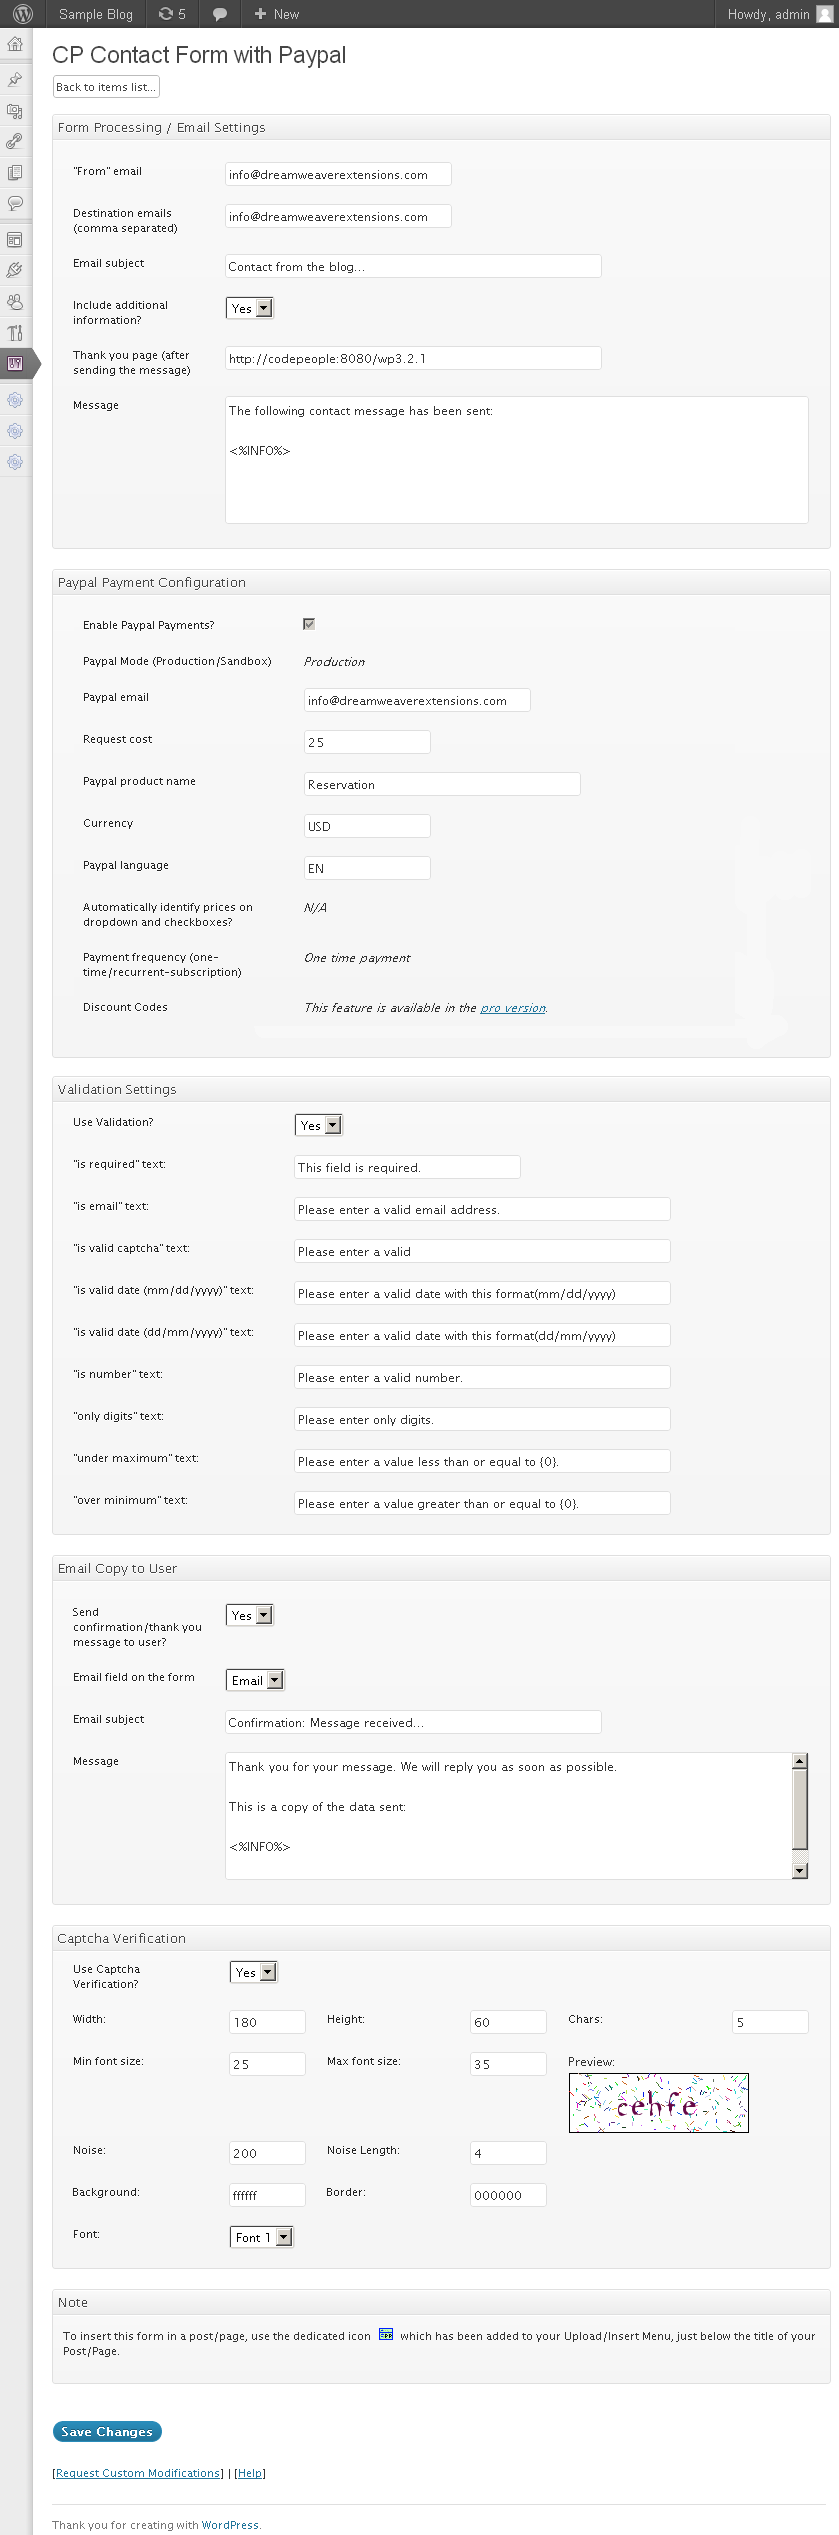 Sample Blog 5 New Howdy, admin
CP Contact Form with Paypal
Back to items list...
Form Processing / Email Settings
"From" email info@dreamweaverextensions.com
Destination emails
(comma separated) info@dreamweaverextensions.com
Email subject Contact from the blog...
Include additional
information? Yes
Thank you page (after
sending the message) http://codepeople:8080/wp3.2.1
Message
The following contact message has been sent:
<%INFO%>
Paypal Payment Configuration
Enable Paypal Payments?
Paypal Mode (Production/Sandbox) Production
Paypal email info@dreamweaverextensions.com
Request cost 25
Paypal product name Reservation
Currency USD
Paypal language EN
Automatically identify prices on
dropdown and checkboxes? N/A
Payment frequency (one-
time/recurrent-subscription) One time payment
Discount Codes This feature is available in the pro version.
Validation Settings
Use Validation? Yes
"is required" text: This field is required.
"is email" text: Please enter a valid email address.
"is valid captcha" text: Please enter a valid
"is valid date (mm/dd/yyyy)" text: Please enter a valid date with this format(mm/dd/yyyy)
"is valid date (dd/mm/yyyy)" text: Please enter a valid date with this format(dd/mm/yyyy)
"is number" text: Please enter a valid number.
"only digits" text: Please enter only digits.
"under maximum" text: Please enter a value less than or equal to {0}.
"over minimum" text: Please enter a value greater than or equal to {0}.
Email Copy to User
Send
confirmation/thank you
message to user? Yes
Email field on the form Email
Email subject Confirmation: Message received...
Message
Thank you for your message. We will reply you as soon as possible.
This is a copy of the data sent:
<%INFO%>
Captcha Verification
Use Captcha
Verification? Yes
Width: 180 Height: 60 Chars: 5
Min font size: 25 Max font size: 35 Preview:
cehfe
Noise: 200 Noise Length: 4
Background: ffffff Border: 000000
Font: Font 1
Note
To insert this form in a post/page, use the dedicated icon which has been added to your Upload/Insert Menu, just below the title of your
Post/Page.
Save Changes
[Request Custom Modifications] | [Help]
Thank you for creating with WordPress.